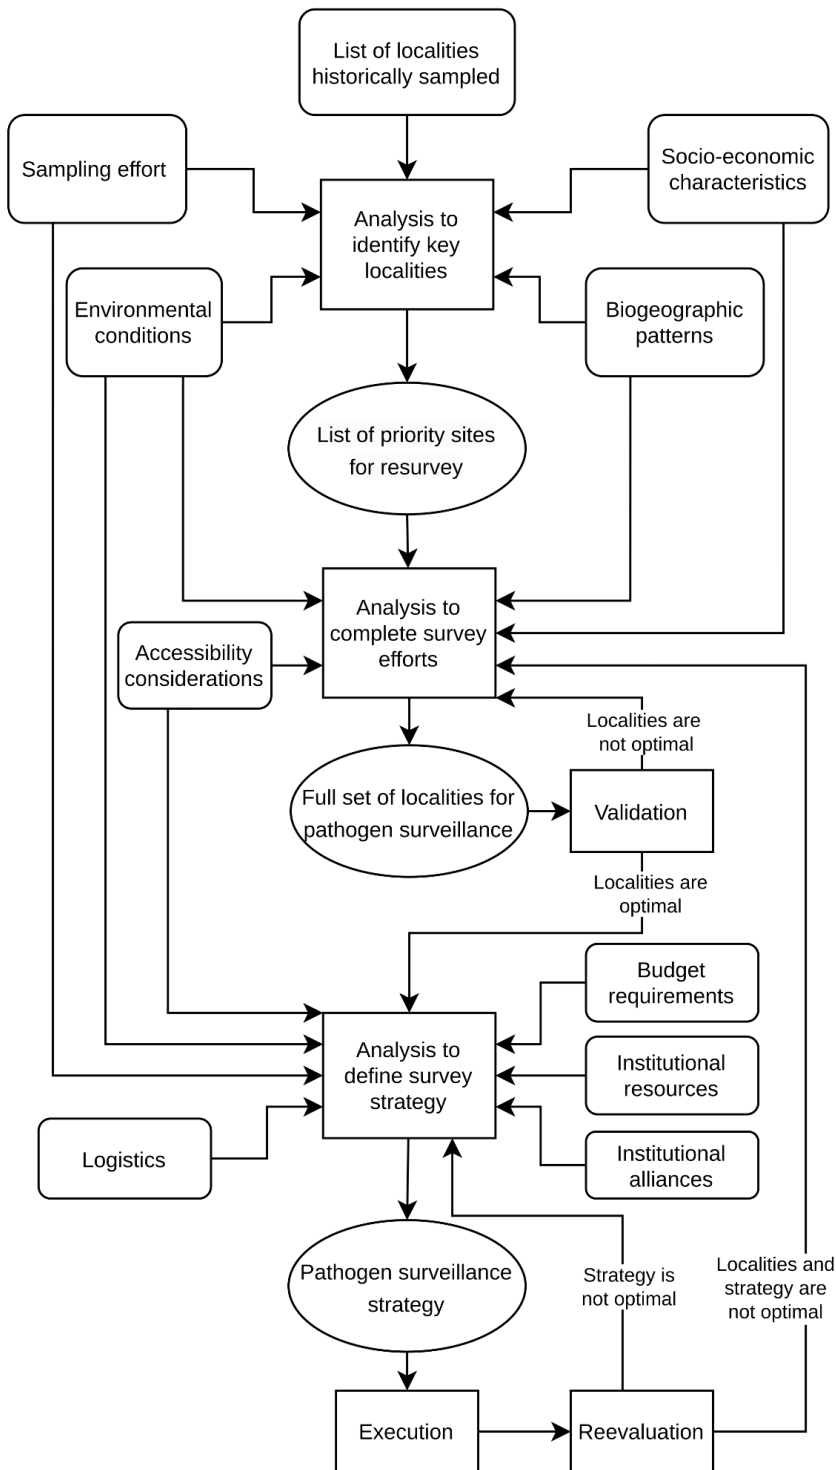 List of localities
historically sampled
Sampling effort
Socio-economic
characteristics
Analysis to
identify key
localities
Environmental
conditions
Biogeographic
patterns
List of priority sites
for resurvey
Analysis to
complete survey
efforts
Accessibility
considerations
Localities are
not optimal
Full set of localities for
pathogen surveillance
Validation
Localities are
optimal
Budget
requirements
Analysis to
define survey
strategy
Institutional
resources
Logistics
Institutional
alliances
Pathogen surveillance
strategy
Strategy is
not optimal
Localities and
strategy are
not optimal
Execution
Reevaluation